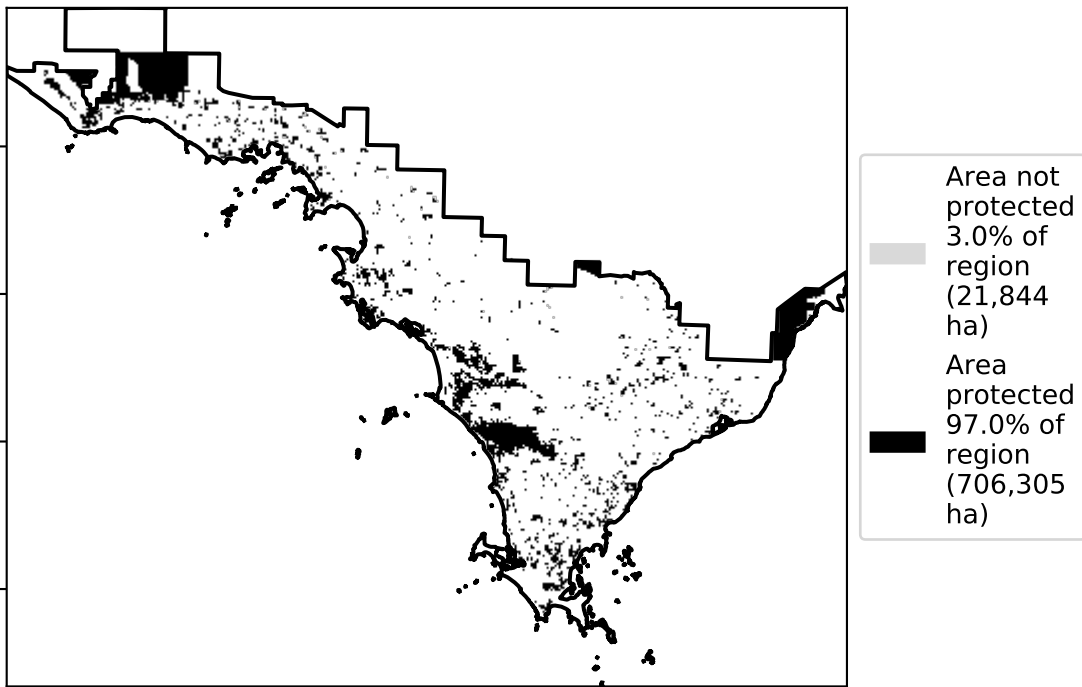 Area not
protected
3.0% of
region
(21,844
ha)
Area
protected
97.0% of
region
(706,305
ha)